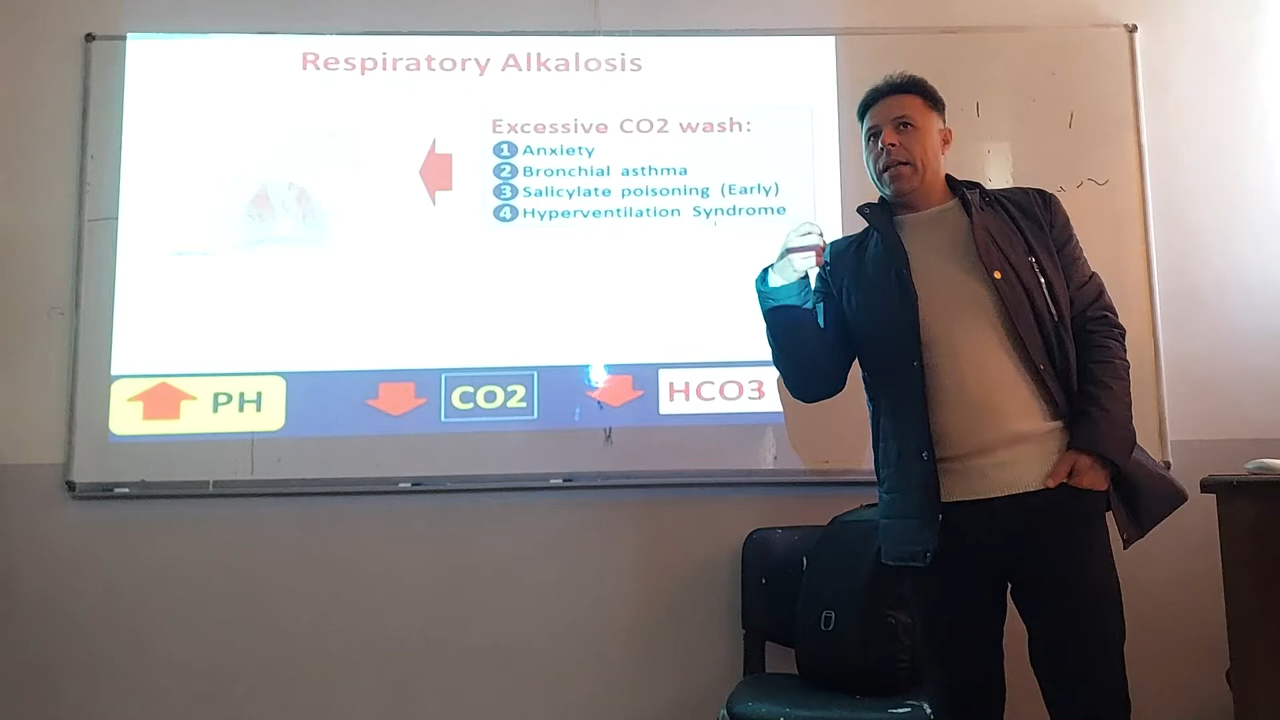 Respiratory Alkalosis
Excessive CO2 wash:
1 Anxiety
2 Bronchial asthma
3 Salicylate poisoning (Early)
4 Hyperventilation Syndrome
PH
CO2
HCO3